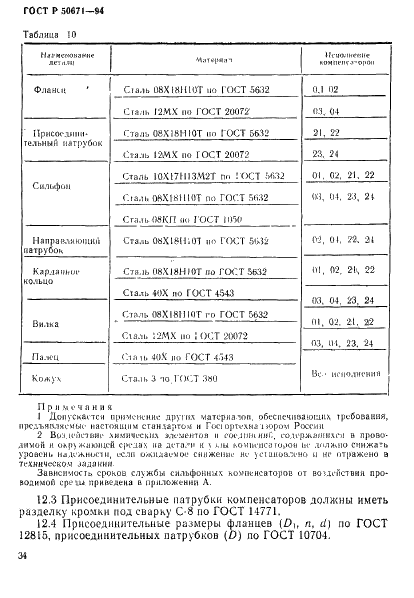 ГОСТ Р 50671—94
Таблица 10
Наименование детали Материал Исполнение компенсаторов
Фланец Сталь 08Х18Н10Т по ГОСТ 5632 01, 02
Сталь 12МХ по ГОСТ 20072 03, 04
Присоедини-
тельный патрубок Сталь 08Х18Н10Т по ГОСТ 5632 21, 22
Сталь 12МХ по ГОСТ 20072 23, 24
Сильфон Сталь 10Х17Н13М2Т по ГОСТ 5632 01, 02, 21, 22
Сталь 08Х18Н10Т по ГОСТ 5632 03, 04, 23, 24
Сталь 08КП по ГОСТ 1050
Направляющий патрубок Сталь 08Х18Н10Т по ГОСТ 5632 02, 04, 22, 24
Карданное кольцо Сталь 08Х18Н10Т по ГОСТ 5632 01, 02, 21, 22
Сталь 40Х по ГОСТ 4543 03, 04, 23, 24
Вилка Сталь 08Х18Н10Т по ГОСТ 5632 01, 02, 21, 22
Сталь 12МХ по ГОСТ 20072 03, 04, 23, 24
Палец Сталь 40Х по ГОСТ 4543
Кожух Сталь 3 по ГОСТ 380 Все исполнения
Примечания
1 Допускается применение других материалов, обеспечивающих требования,
предъявляемые настоящим стандартом и Госпортехнадзором России
2 Воздействие химических элементов и соединений, содержащихся в прово-
димой и окружающей средах на детали и узлы компенсаторов не должно снижать
уровень надежности, если ожидаемое снижение не установлено и не отражено в
техническом задании.
Зависимость сроков службы сильфонных компенсаторов от воздействия про-
водимой среды приведена в приложении А.
12.3 Присоединительные патрубки компенсаторов должны иметь
разделку кромки под сварку С-8 по ГОСТ 14771.
12.4 Присоединительные размеры фланцев (D₁, n, d) по ГОСТ
12815, присоединительных патрубков (D) по ГОСТ 10704.
34